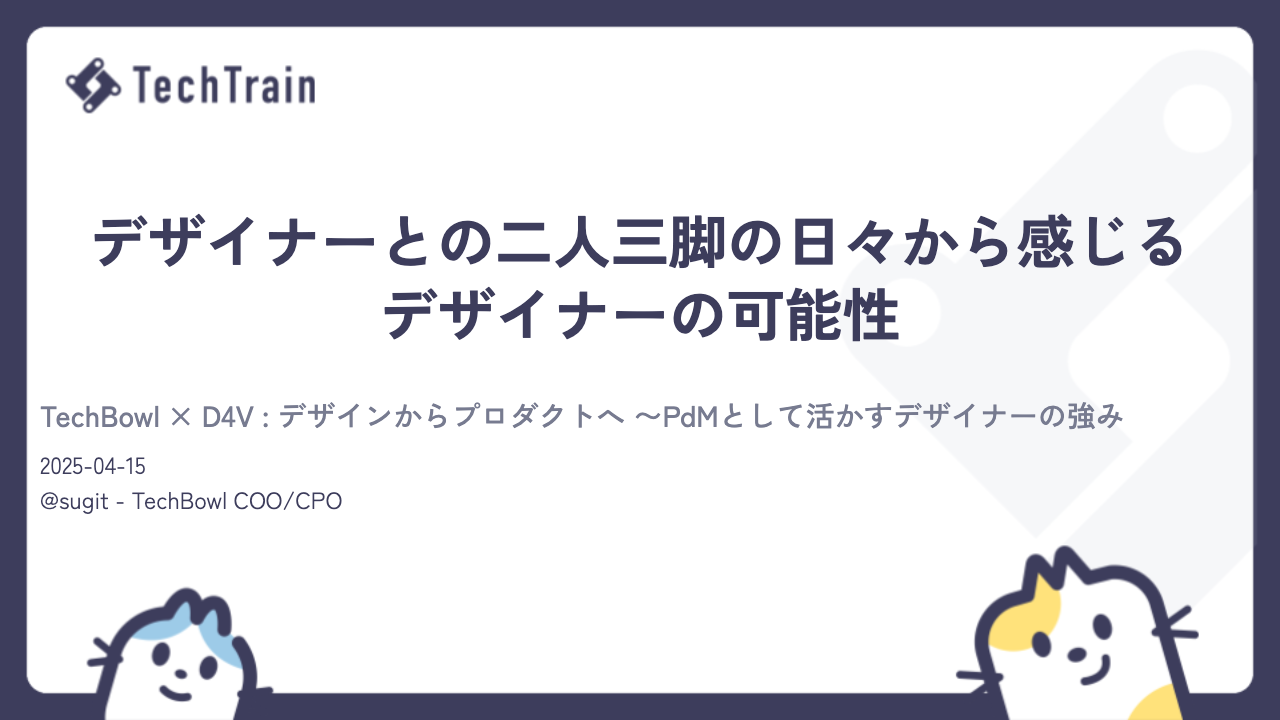 TechTrain
デザイナーとの二人三脚の日々から感じる
デザイナーの可能性
TechBowl × D4V : デザインからプロダクトへ ～PdMとして活かすデザイナーの強み
2025-04-15
@sugit - TechBowl COO/CPO